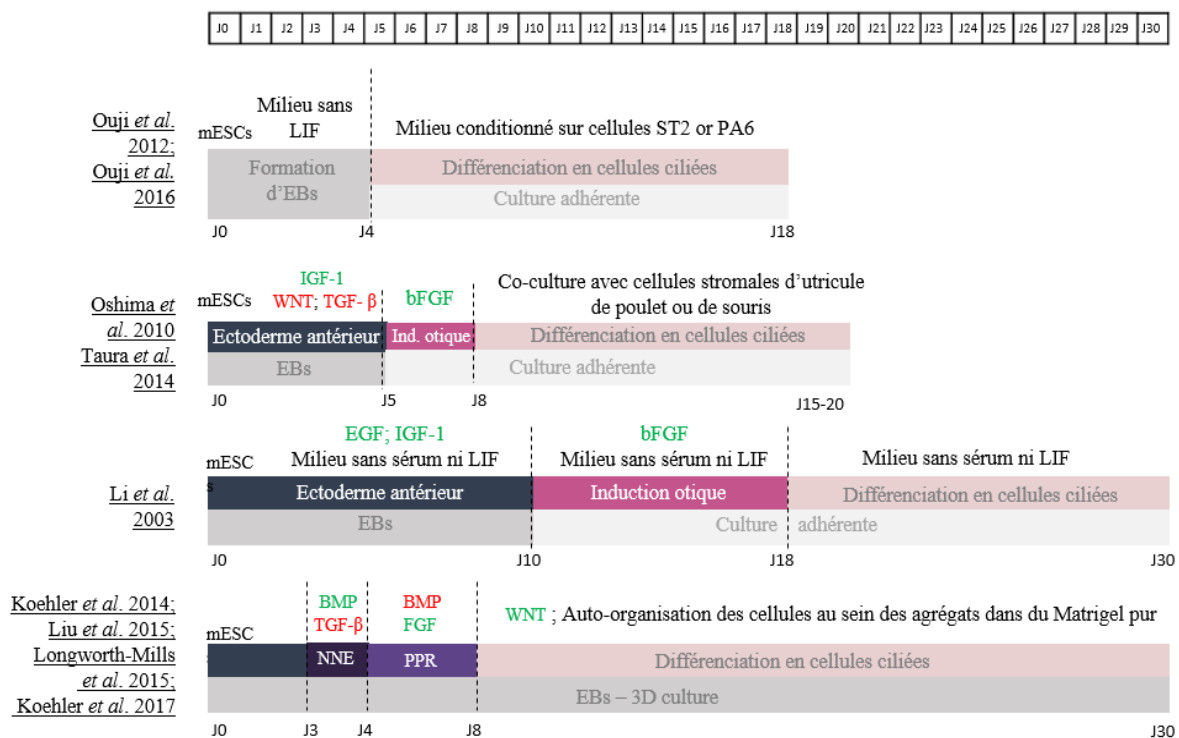 J0 J1 J2 J3 J4 J5 J6 J7 J8 J9 J10 J11 J12 J13 J14 J15 J16 J17 J18 J19 J20 J21 J22 J23 J24 J25 J26 J27 J28 J29 J30
Ouji et al.
2012;
Ouji et al.
2016
mESCs
Milieu sans
LIF
Milieu conditionné sur cellules ST2 or PA6
Formation
d’EBs
Différenciation en cellules ciliées
Culture adhérente
J0 J4 J18
Oshima et
al. 2010
Taura et al.
2014
mESCs
IGF-1
WNT; TGF- β
bFGF
Co-culture avec cellules stromales d’utricule
de poulet ou de souris
Ectoderme antérieur Ind. otique Différenciation en cellules ciliées
EBs Culture adhérente
J0 J5 J8 J15-20
Li et al.
2003
mESC
s
EGF; IGF-1
Milieu sans sérum ni LIF
bFGF
Milieu sans sérum ni LIF
Milieu sans sérum ni LIF
Ectoderme antérieur Induction otique Différenciation en cellules ciliées
EBs Culture adhérente
J0 J10 J18 J30
Koehler et al. 2014;
Liu et al. 2015;
Longworth-Mills
et al. 2015;
Koehler et al. 2017
mESC
BMP
TGF-β
BMP
FGF
WNT ; Auto-organisation des cellules au sein des agrégats dans du Matrigel pur
NNE PPR Différenciation en cellules ciliées
EBs – 3D culture
J0 J3 J4 J8 J30